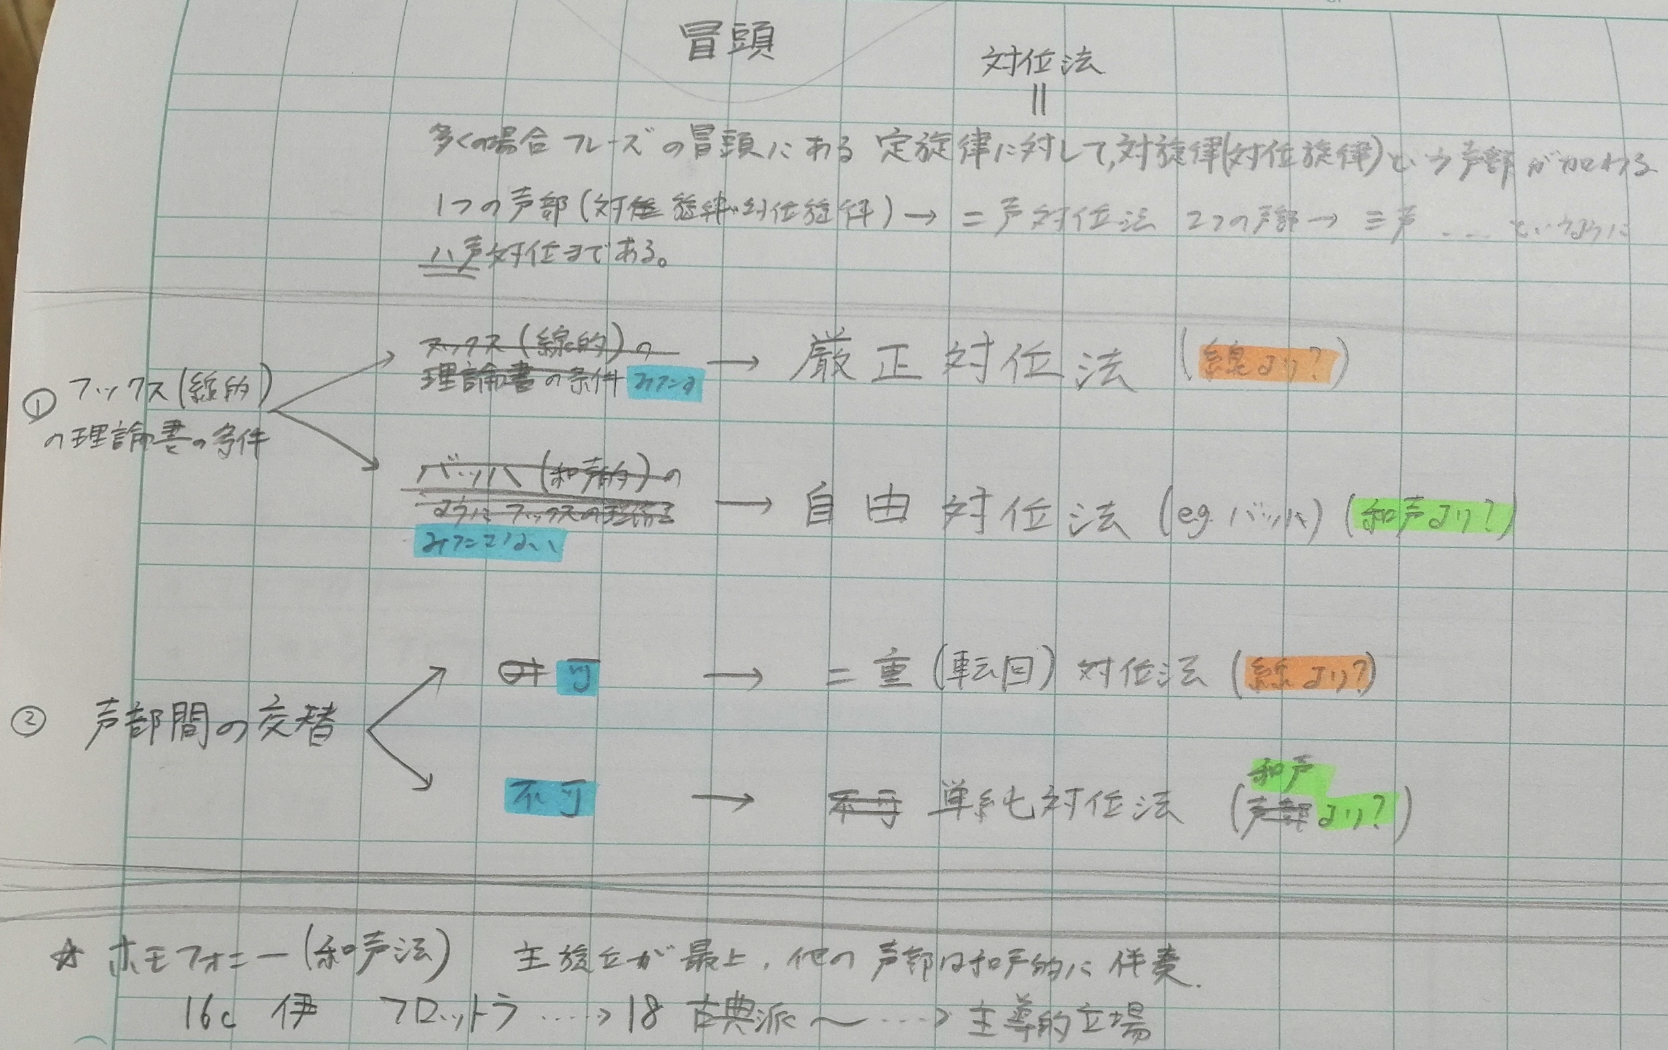 冒頭
対位法
||
多くの場合 フレーズの冒頭にある 定旋律に対して,対旋律(対位旋律)という声部が加わる
1つの声部(対位旋律・対位旋律)→ 二声対位法 2つの声部→ 三声 … というように
八声対位まである。
① フックス(線的)
の理論書の条件
フックス(線的)の
理論書の条件 みたす → 厳正対位法 (線より?)
バッハ(和声的)の
ようにフックスの理論書
みたさない → 自由対位法 (eg. バッハ) (和声より?)
② 声部間の交替
可 → 二重(転回)対位法 (線より?)
不可 → 不可 単純対位法 (声部 和声より?)
☆ ホモフォニー(和声法) 主旋律が最上, 他の声部は和声的に伴奏.
16c 伊 フロットラ ‥‥> 18 古典派 〜 ‥‥> 主導的立場